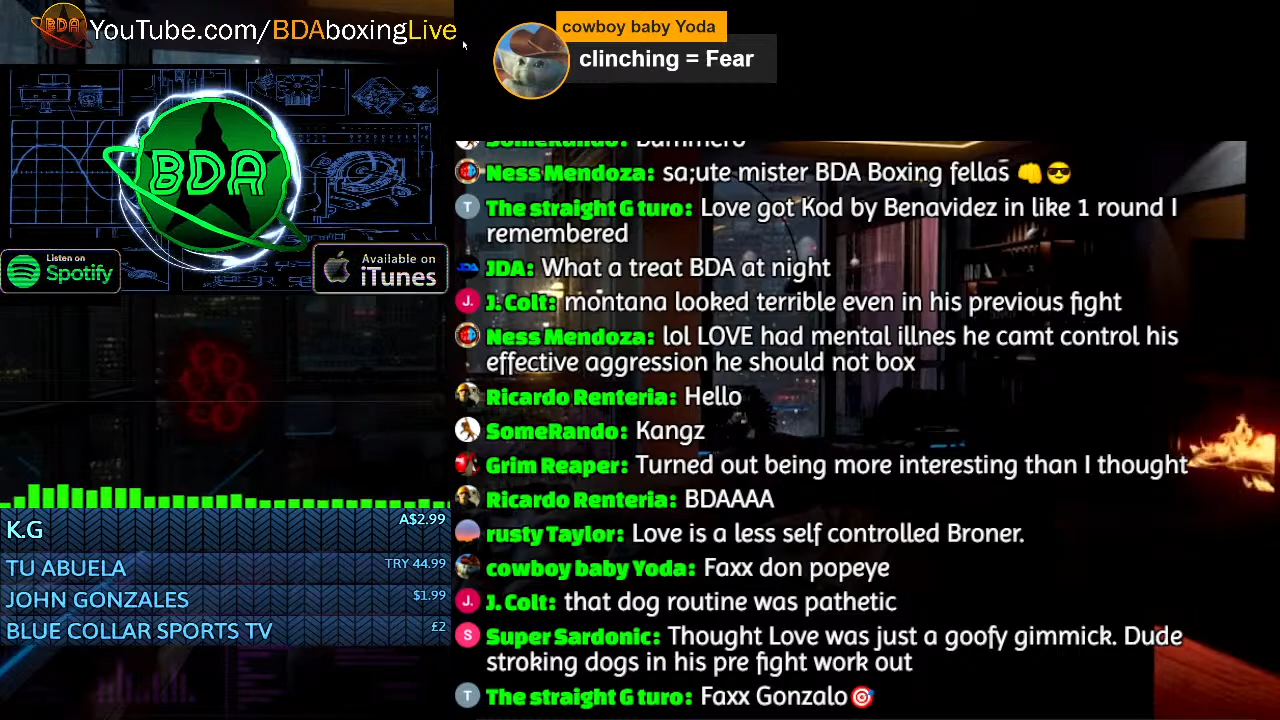 BDA
YouTube.com/BDAboxingLive
cowboy baby Yoda
clinching = Fear
BDA
Listen on
Spotify
Available on
iTunes
SomeRando: Bummero
Ness Mendoza: sa;ute mister BDA Boxing fellas̄ 👊😎
The straight G turo: Love got Kod by Benavidez in like 1 round I
remembered
JDA: What a treat BDA at night
J. Colt: montana looked terrible even in his previous fight
Ness Mendoza: lol LOVE had mental illnes he camt control his
effective aggression he should not box
Ricardo Renteria: Hello
SomeRando: Kangz
Grim Reaper: Turned out being more interesting than I thought
Ricardo Renteria: BDAAAA
rusty Taylor: Love is a less self controlled Broner.
cowboy baby Yoda: Faxx don popeye
J. Colt: that dog routine was pathetic
Super Sardonic: Thought Love was just a goofy gimmick. Dude
stroking dogs in his pre fight work out
The straight G turo: Faxx Gonzalo🎯
K.G A$2.99
TU ABUELA TRY 44.99
JOHN GONZALES $1.99
BLUE COLLAR SPORTS TV £2